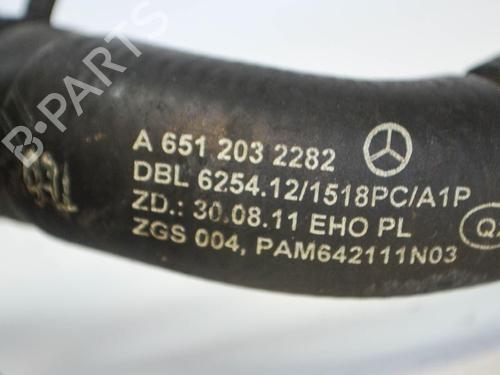 B-PARTS
A 651 203 2282
DBL 6254.12/1518PC/A1P
ZD.: 30.08.11 EHO PL
ZGS 004, PAM642111N03